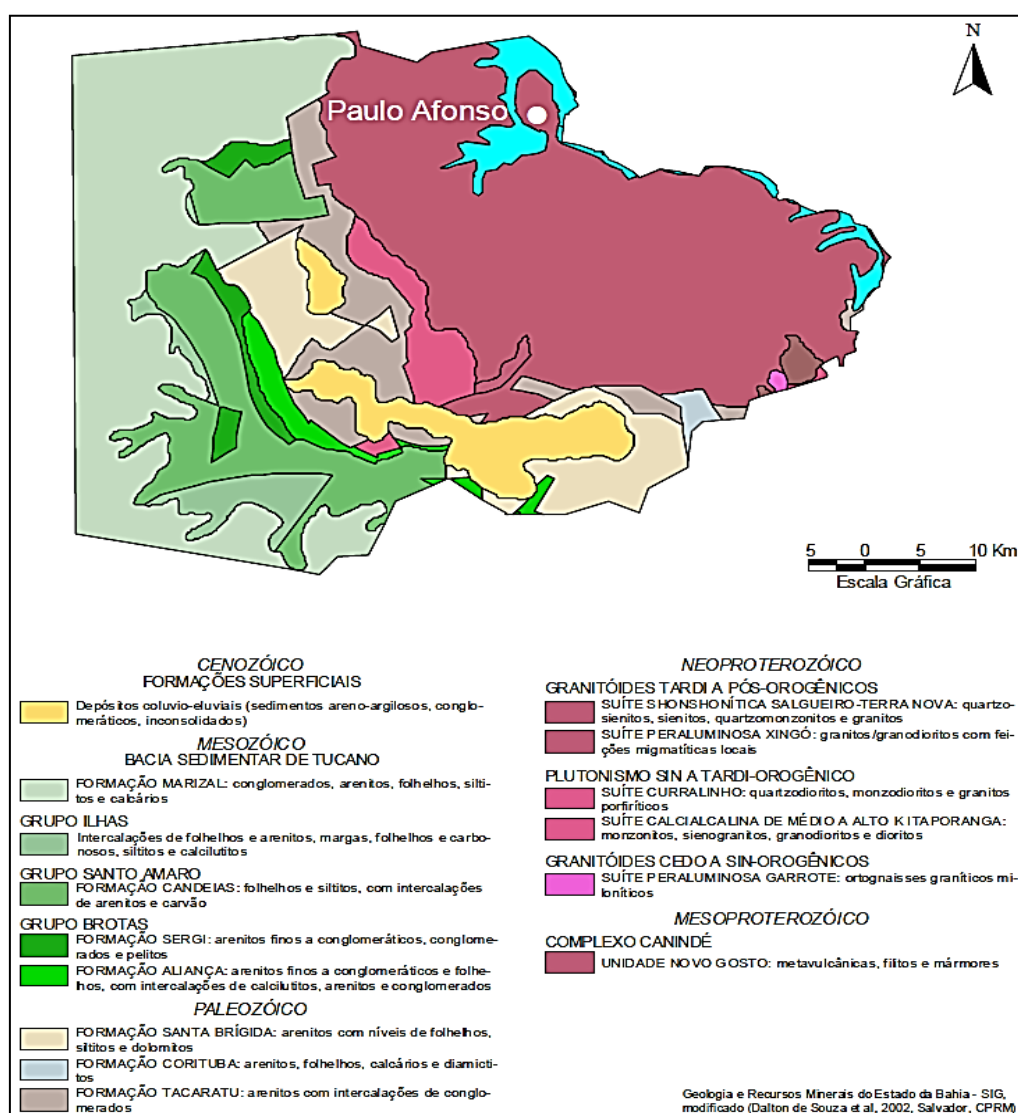 N
Paulo Afonso
5 0 5 10 Km
Escala Gráfica
CENOZÓICO
FORMAÇÕES SUPERFICIAIS
Depósitos coluvio-eluviais (sedimentos areno-argilosos, conglo-
meráticos, inconsolidados)
MESOZÓICO
BACIA SEDIMENTAR DE TUCANO
FORMAÇÃO MARIZAL: conglomerados, arenitos, folhelhos, silti-
tos e calcários
GRUPO ILHAS
Intercalações de folhelhos e arenitos, margas, folhelhos e carbo-
nosos, siltitos e calcilutitos
GRUPO SANTO AMARO
FORMAÇÃO CANDEIAS: folhelhos e siltitos, com intercalações
de arenitos e carvão
GRUPO BROTAS
FORMAÇÃO SERGI: arenitos finos a conglomeráticos, conglome-
rados e pelitos
FORMAÇÃO ALIANÇA: arenitos finos a conglomeráticos e folhe-
lhos, com intercalações de calcilutitos, arenitos e conglomerados
PALEOZÓICO
FORMAÇÃO SANTA BRÍGIDA: arenitos com níveis de folhelhos,
siltitos e dolomitos
FORMAÇÃO CORITUBA: arenitos, folhelhos, calcários e diamicti-
tos
FORMAÇÃO TACARATU: arenitos com intercalações de conglo-
merados
NEOPROTEROZÓICO
GRANITÓIDES TARDI A PÓS-OROGÊNICOS
SUÍTE SHONSHONÍTICA SALGUEIRO-TERRA NOVA: quartzo-
sienitos, sienitos, quartzomonzonitos e granitos
SUÍTE PERALUMINOSA XINGÓ: granitos/granodioritos com fei-
ções migmatíticas locais
PLUTONISMO SIN A TARDI-OROGÊNICO
SUÍTE CURRALINHO: quartzodioritos, monzodioritos e granitos
porfiríticos
SUÍTE CALCIALCALINA DE MÉDIO A ALTO K ITAPORANGA:
monzonitos, sienogranitos, granodioritos e dioritos
GRANITÓIDES CEDO A SIN-OROGÊNICOS
SUÍTE PERALUMINOSA GARROTE: ortognaisses graníticos mi-
loníticos
MESOPROTEROZÓICO
COMPLEXO CANINDÉ
UNIDADE NOVO GOSTO: metavulcânicas, filitos e mármores
Geologia e Recursos Minerais do Estado da Bahia - SIG,
modificado (Dalton de Souza et al, 2002, Salvador, CPRM)